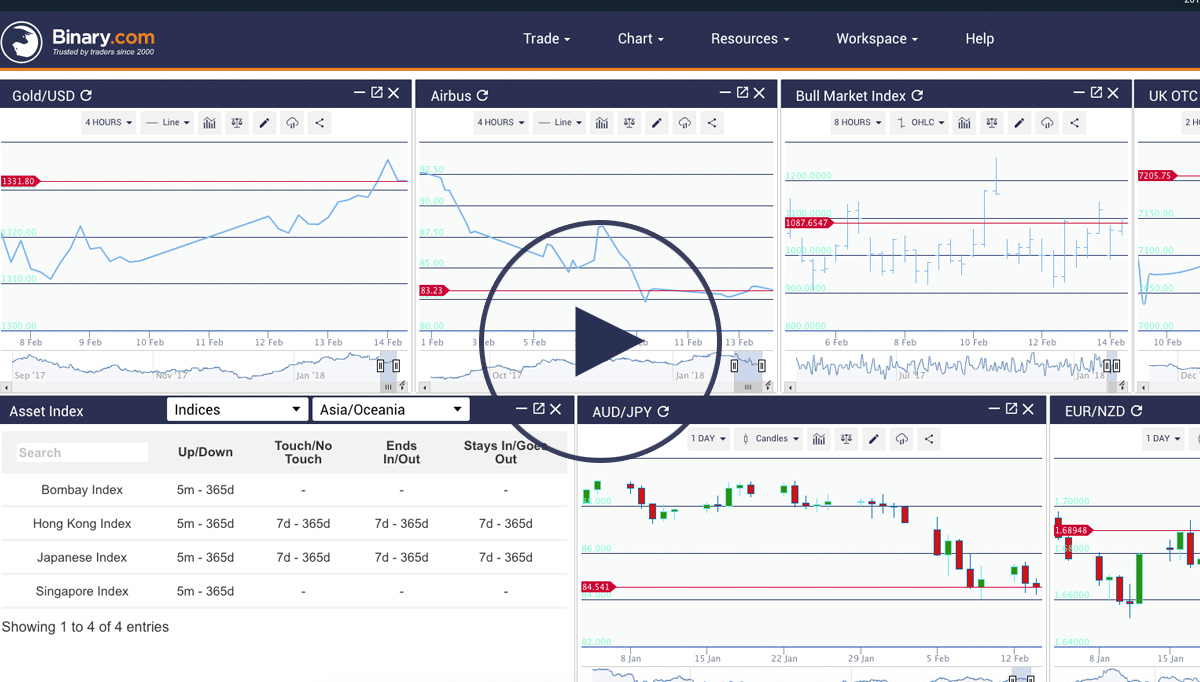 Binary.com
Trusted by traders since 2000
Trade
Chart
Resources
Workspace
Help
Gold/USD
4 HOURS
Line
1331.80
1320.00
1310.00
1300.00
8 Feb
9 Feb
10 Feb
11 Feb
12 Feb
13 Feb
14 Feb
Sep '17
Nov '17
Jan '18
Airbus
4 HOURS
Line
92.50
90.00
87.50
85.00
83.23
80.00
1 Feb
3 Feb
5 Feb
11 Feb
13 Feb
Oct '17
Jan '18
Bull Market Index
8 HOURS
OHLC
1200.0000
1100.0000
1087.6547
1000.0000
900.0000
800.0000
6 Feb
8 Feb
10 Feb
12 Feb
14 Feb
Jul '17
Jan '18
UK OTC
2 H
7205.75
7150.00
7100.00
7000.00
10 Feb
Dec
Asset Index
Indices
Asia/Oceania
Search
Up/Down
Touch/No Touch
Ends In/Out
Stays In/Goes Out
Bombay Index 5m - 365d - - -
Hong Kong Index 5m - 365d 7d - 365d 7d - 365d 7d - 365d
Japanese Index 5m - 365d 7d - 365d 7d - 365d 7d - 365d
Singapore Index 5m - 365d - - -
Showing 1 to 4 of 4 entries
AUD/JPY
1 DAY
Candles
86.000
84.541
84.000
82.000
8 Jan
15 Jan
22 Jan
29 Jan
5 Feb
12 Feb
EUR/NZD
1 DAY
1.70000
1.68948
1.68000
1.66000
1.64000
8 Jan
15 Jan